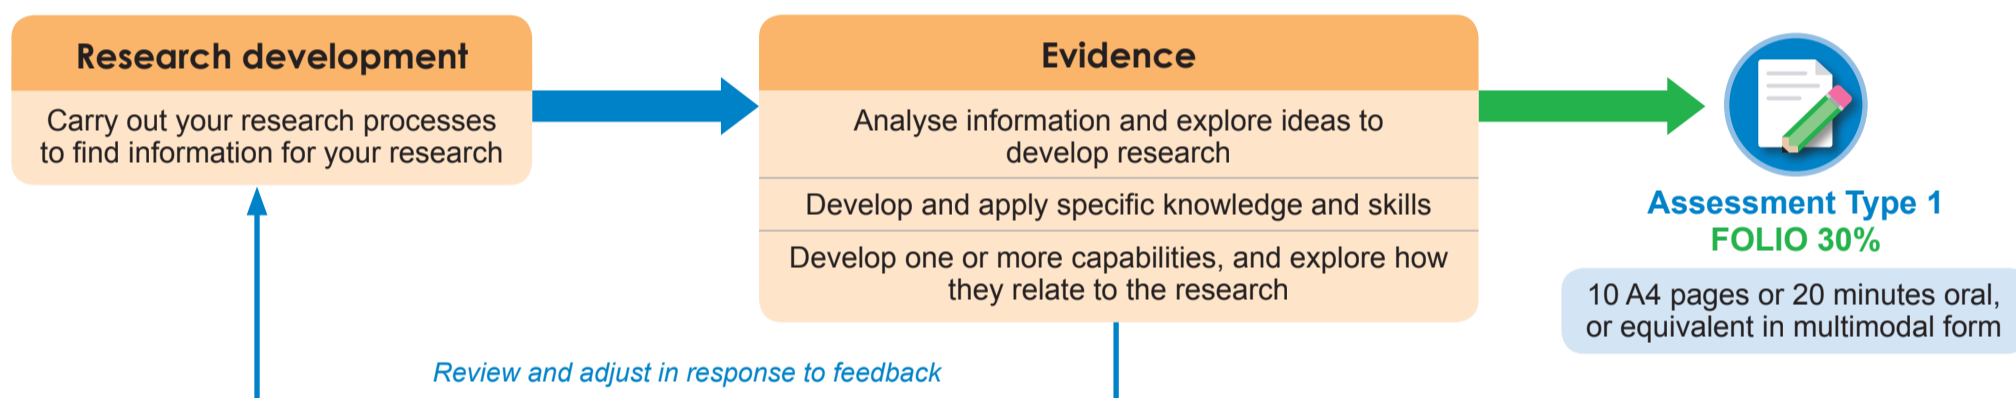 Research development
Carry out your research processes
to find information for your research
Evidence
Analyse information and explore ideas to
develop research
Develop and apply specific knowledge and skills
Develop one or more capabilities, and explore how
they relate to the research
Assessment Type 1
FOLIO 30%
10 A4 pages or 20 minutes oral,
or equivalent in multimodal form
Review and adjust in response to feedback